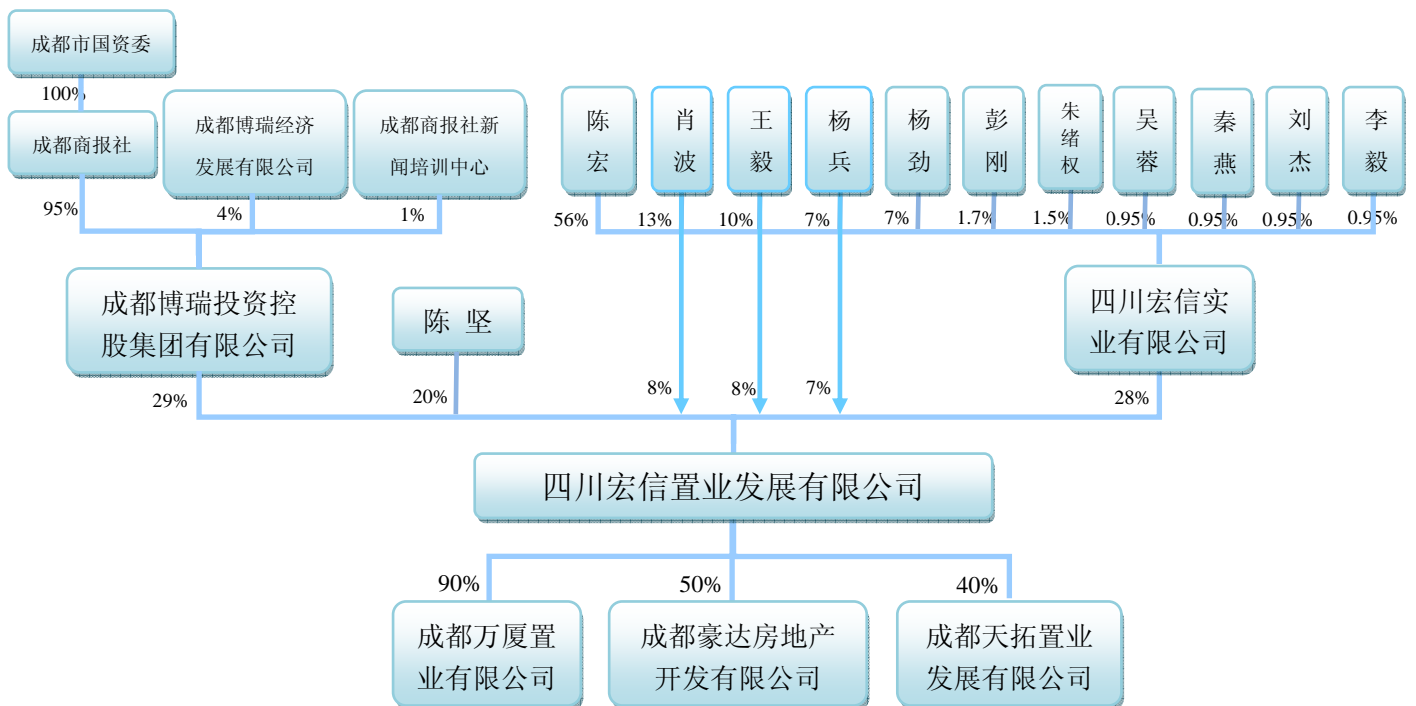 成都市国资委
100%
成都商报社
成都博瑞经济
发展有限公司
成都商报社新
闻培训中心
陈
宏
肖
波
王
毅
杨
兵
杨
劲
彭
刚
朱
绪
权
吴
蓉
秦
燕
刘
杰
李
毅
95%
4%
1%
56%
13%
10%
7%
7%
1.7%
1.5%
0.95%
0.95%
0.95%
0.95%
成都博瑞投资控
股集团有限公司
陈 坚
四川宏信实
业有限公司
29%
20%
8%
8%
7%
28%
四川宏信置业发展有限公司
90%
50%
40%
成都万厦置
业有限公司
成都豪达房地产
开发有限公司
成都天拓置业
发展有限公司